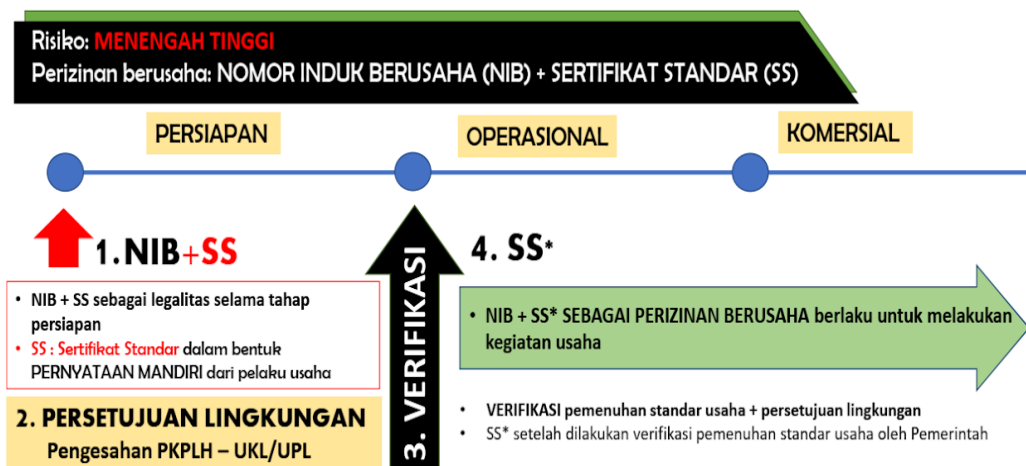 Risiko: MENENGAH TINGGI
Perizinan berusaha: NOMOR INDUK BERUSAHA (NIB) + SERTIFIKAT STANDAR (SS)
PERSIAPAN
OPERASIONAL
KOMERSIAL
1.NIB+SS
• NIB + SS sebagai legalitas selama tahap
persiapan
• SS : Sertifikat Standar dalam bentuk
PERNYATAAN MANDIRI dari pelaku usaha
2. PERSETUJUAN LINGKUNGAN
Pengesahan PKPLH – UKL/UPL
3. VERIFIKASI
4. SS*
• NIB + SS* SEBAGAI PERIZINAN BERUSAHA berlaku untuk melakukan
kegiatan usaha
• VERIFIKASI pemenuhan standar usaha + persetujuan lingkungan
• SS* setelah dilakukan verifikasi pemenuhan standar usaha oleh Pemerintah